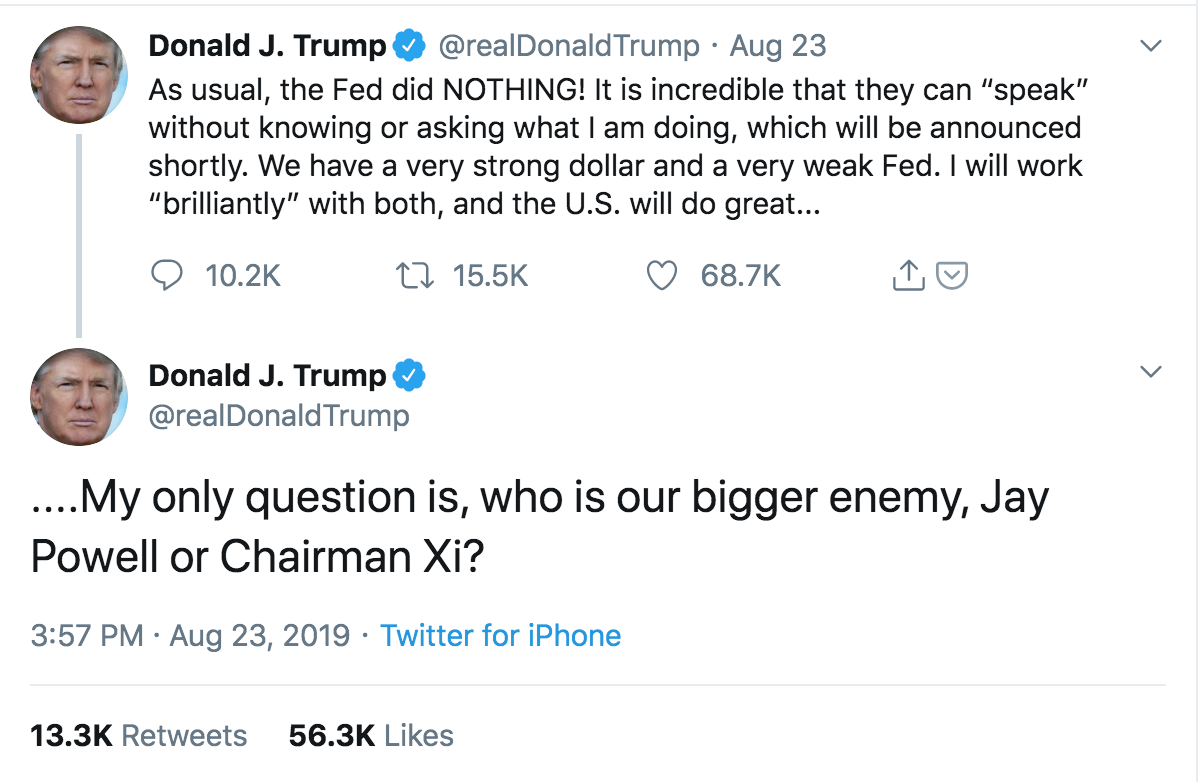 Donald J. Trump @realDonaldTrump · Aug 23
As usual, the Fed did NOTHING! It is incredible that they can “speak”
without knowing or asking what I am doing, which will be announced
shortly. We have a very strong dollar and a very weak Fed. I will work
“brilliantly” with both, and the U.S. will do great...
10.2K 15.5K 68.7K
Donald J. Trump
@realDonaldTrump
....My only question is, who is our bigger enemy, Jay
Powell or Chairman Xi?
3:57 PM · Aug 23, 2019 · Twitter for iPhone
13.3K Retweets 56.3K Likes